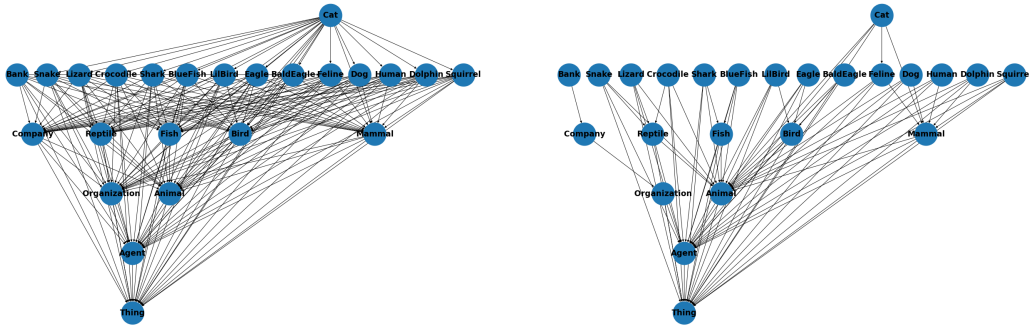 Cat
Bank Snake Lizard Crocodile Shark BlueFish LilBird Eagle BaldEagle Feline Dog Human Dolphin Squirrel
Company Reptile Fish Bird Mammal
Organization Animal
Agent
Thing
Cat
Bank Snake Lizard Crocodile Shark BlueFish LilBird Eagle BaldEagle Feline Dog Human Dolphin Squirre
Company Reptile Fish Bird Mammal
Organization Animal
Agent
Thing